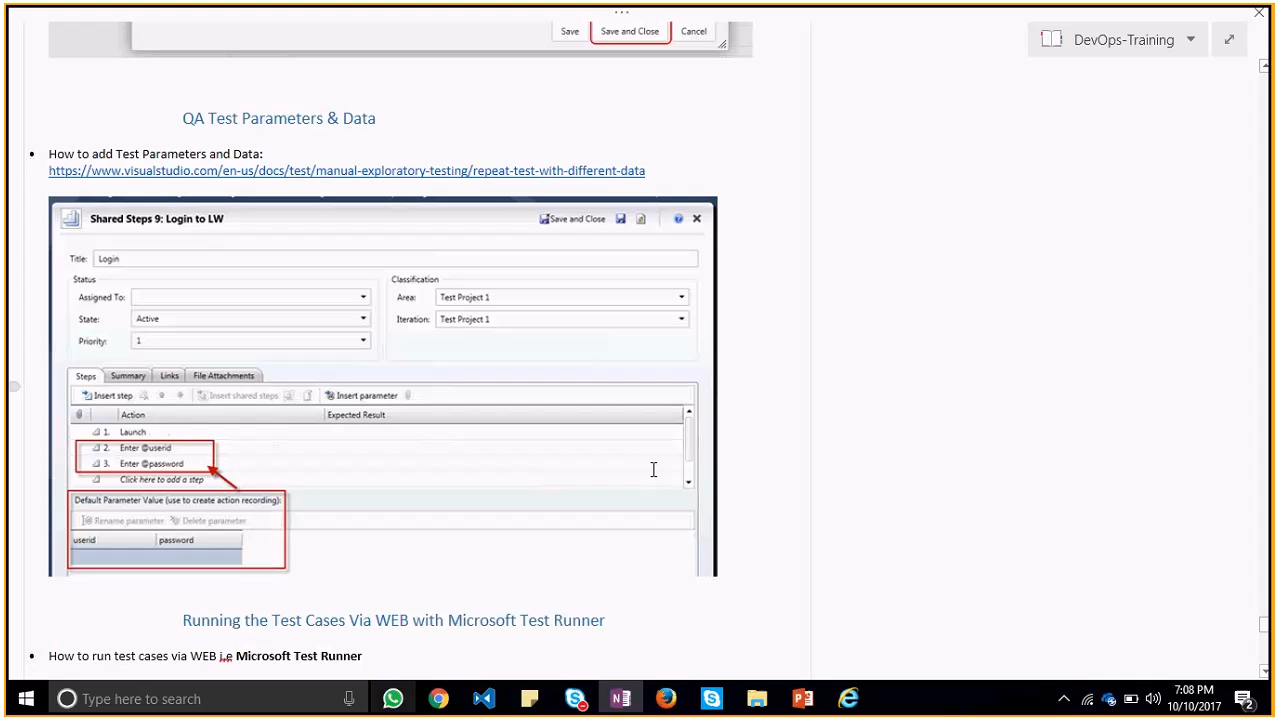 Save
Save and Close
Cancel
DevOps-Training
QA Test Parameters & Data
How to add Test Parameters and Data:
https://www.visualstudio.com/en-us/docs/test/manual-exploratory-testing/repeat-test-with-different-data
Shared Steps 9: Login to LW
Save and Close
Title: Login
Status
Classification
Assigned To:
Area: Test Project 1
State: Active
Iteration: Test Project 1
Priority: 1
Steps Summary Links File Attachments
Insert step Insert shared steps Insert parameter
Action Expected Result
1. Launch
2. Enter @userid
3. Enter @password
Click here to add a step
Default Parameter Value (use to create action recording):
Rename parameter Delete parameter
userid password
Running the Test Cases Via WEB with Microsoft Test Runner
How to run test cases via WEB i.e Microsoft Test Runner
Type here to search
7:08 PM
10/10/2017
2